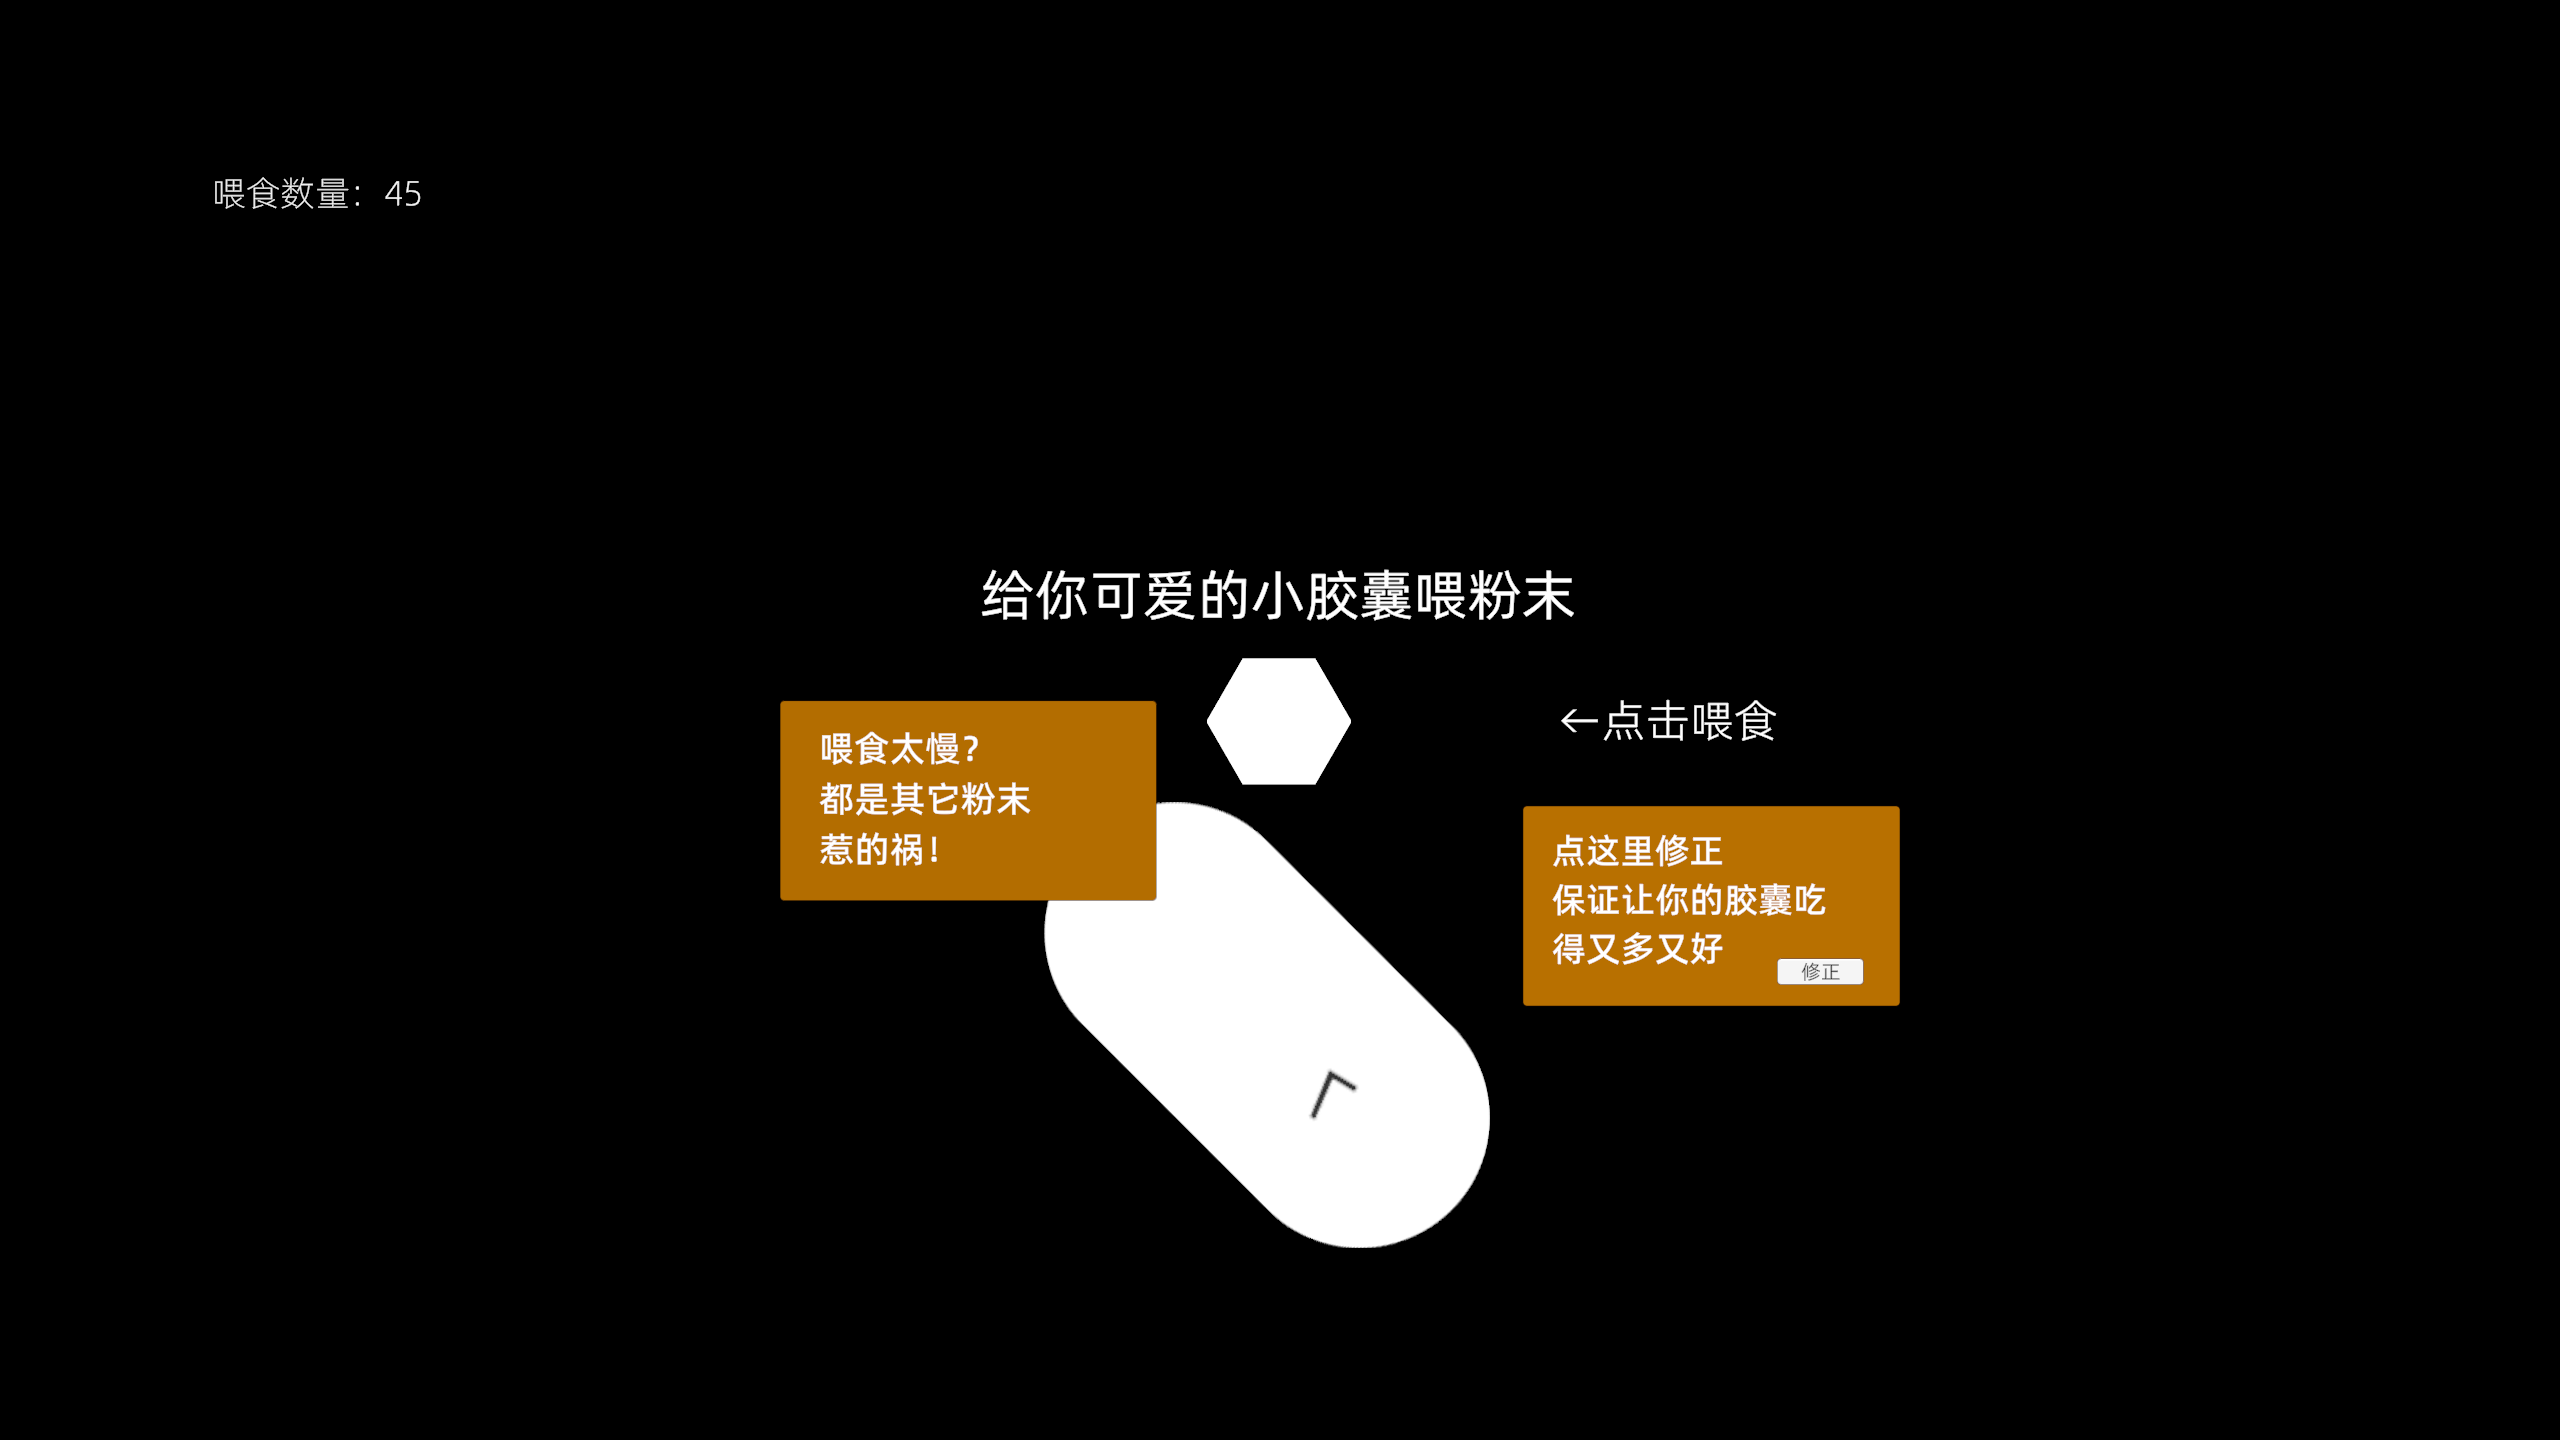 喂食数量：45
给你可爱的小胶囊喂粉末
←点击喂食
喂食太慢？
都是其它粉末
惹的祸！
点这里修正
保证让你的胶囊吃
得又多又好
修正